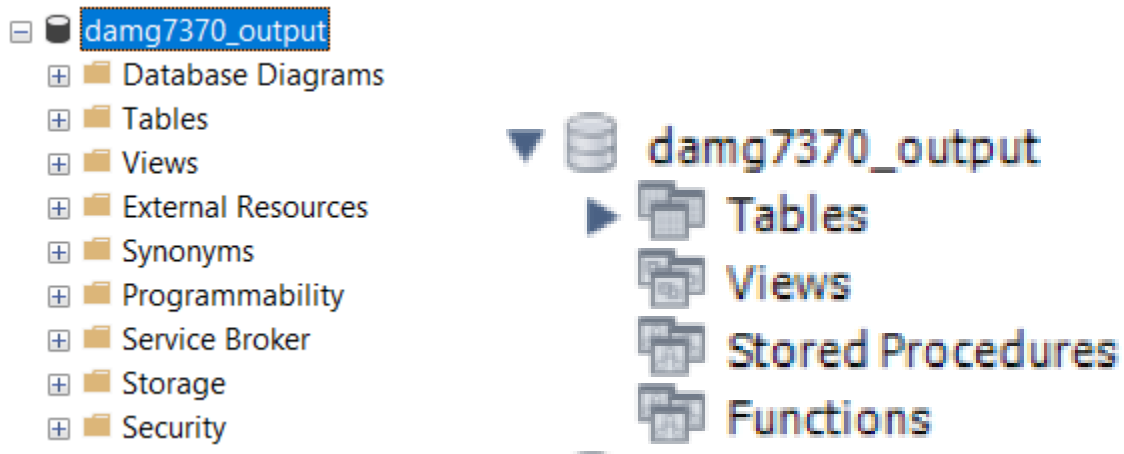 damg7370_output
Database Diagrams
Tables
Views
External Resources
Synonyms
Programmability
Service Broker
Storage
Security
damg7370_output
Tables
Views
Stored Procedures
Functions